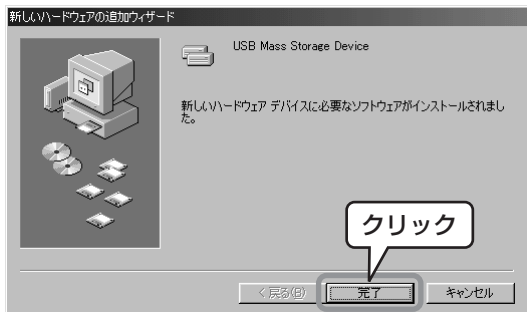 新しいハードウェアの追加ウィザード
USB Mass Storage Device
新しいハードウェア デバイスに必要なソフトウェアがインストールされまし
た。
クリック
< 戻る(B)
完了
キャンセル